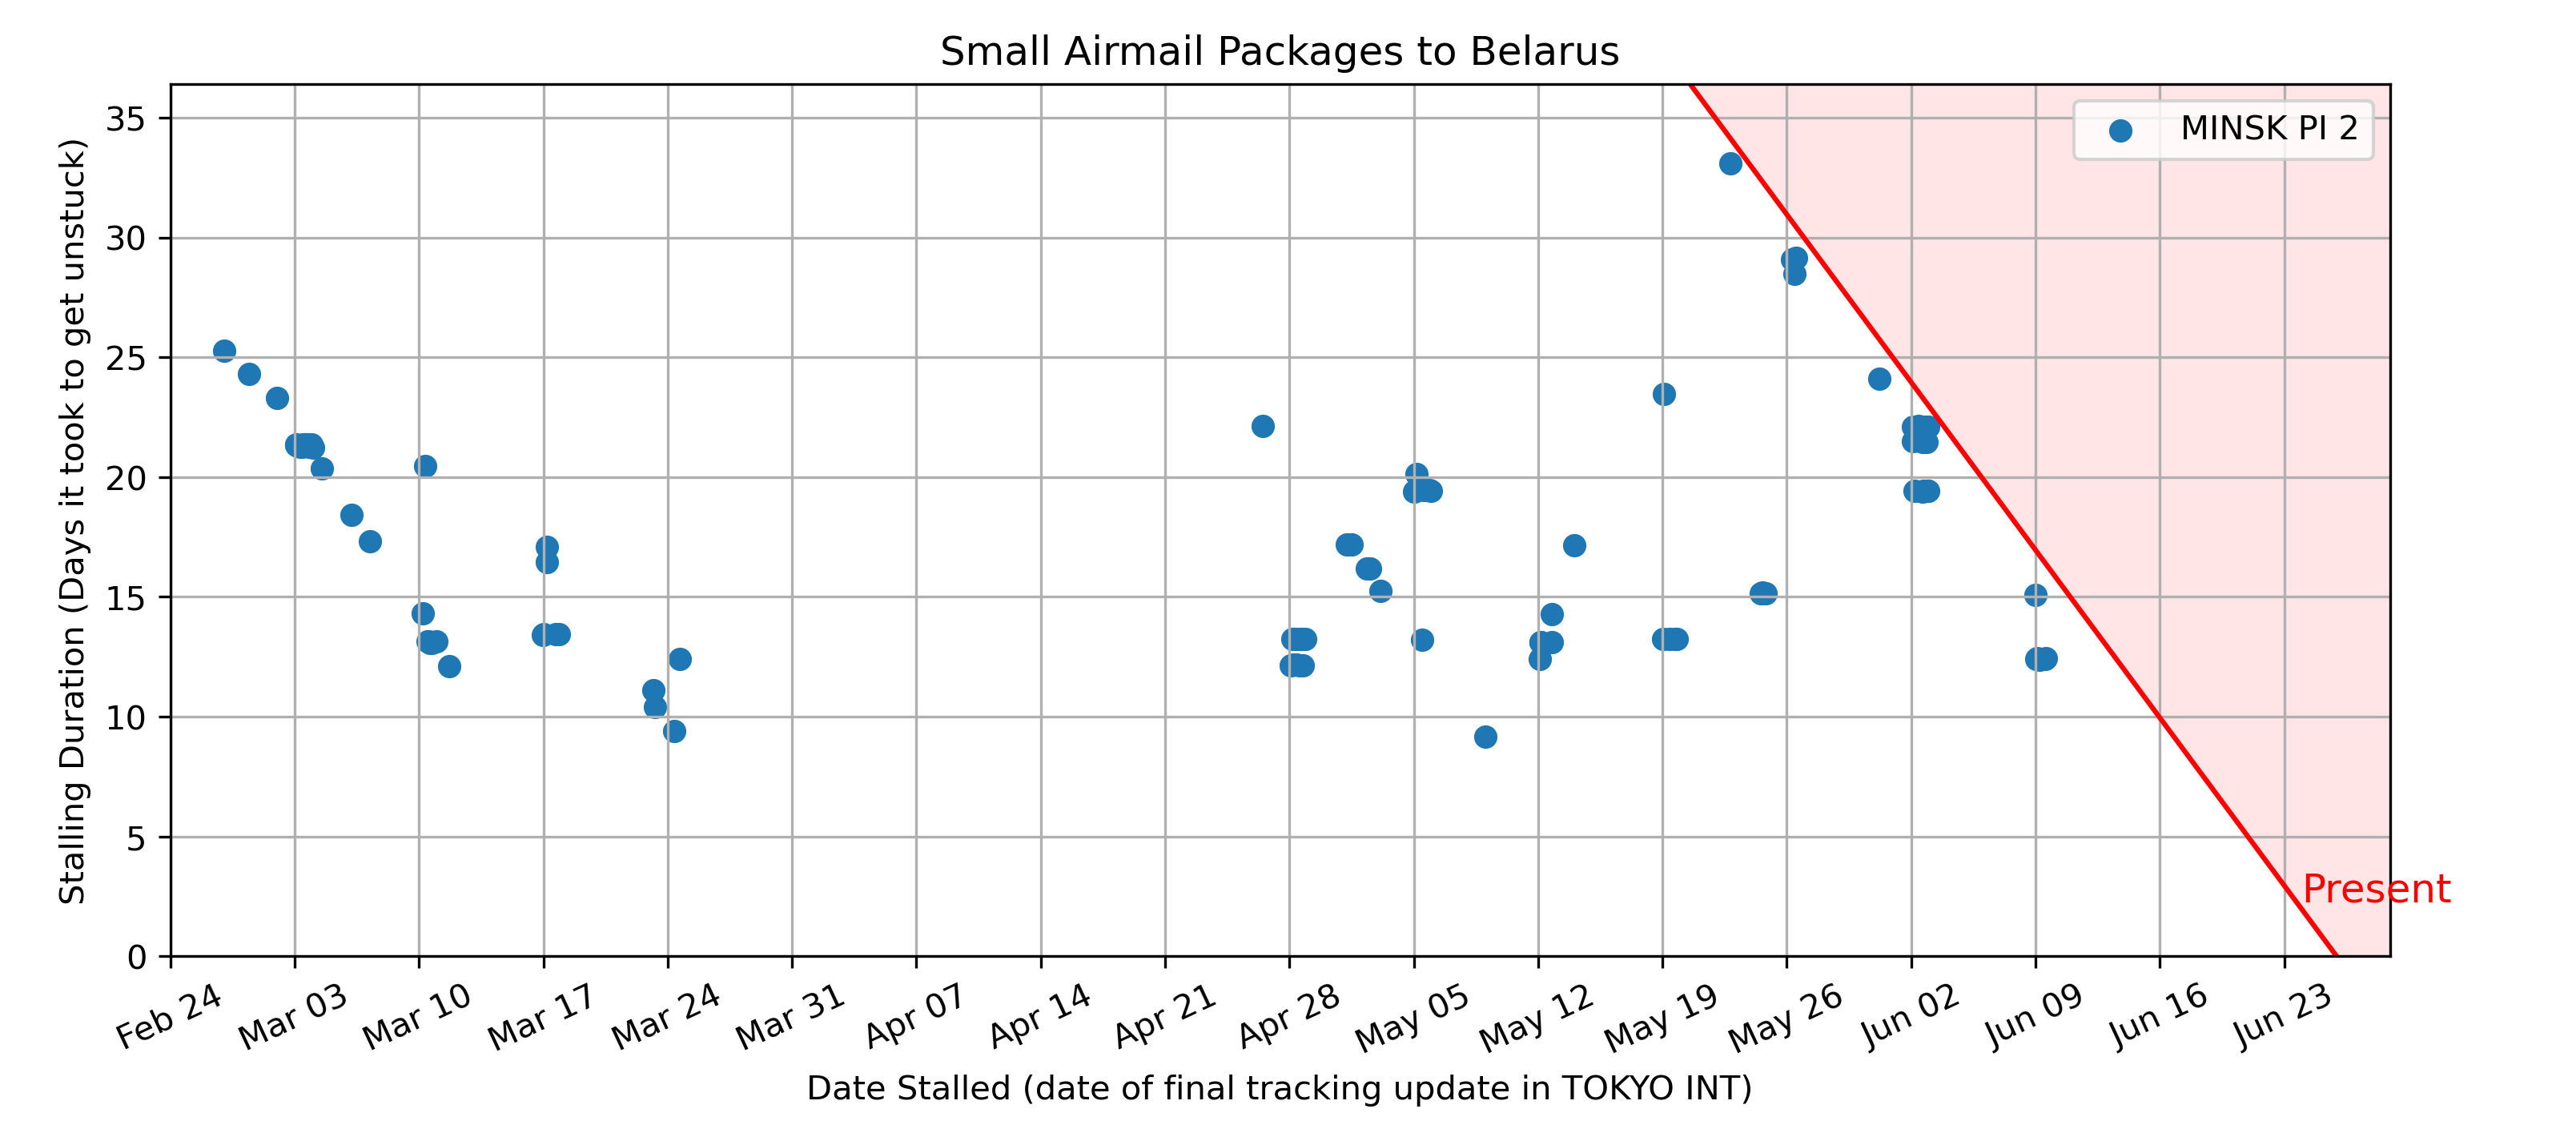 Small Airmail Packages to Belarus
MINSK PI 2
Stalling Duration (Days it took to get unstuck)
35
30
25
20
15
10
5
0
Present
Feb 24
Mar 03
Mar 10
Mar 17
Mar 24
Mar 31
Apr 07
Apr 14
Apr 21
Apr 28
May 05
May 12
May 19
May 26
Jun 02
Jun 09
Jun 16
Jun 23
Date Stalled (date of final tracking update in TOKYO INT)